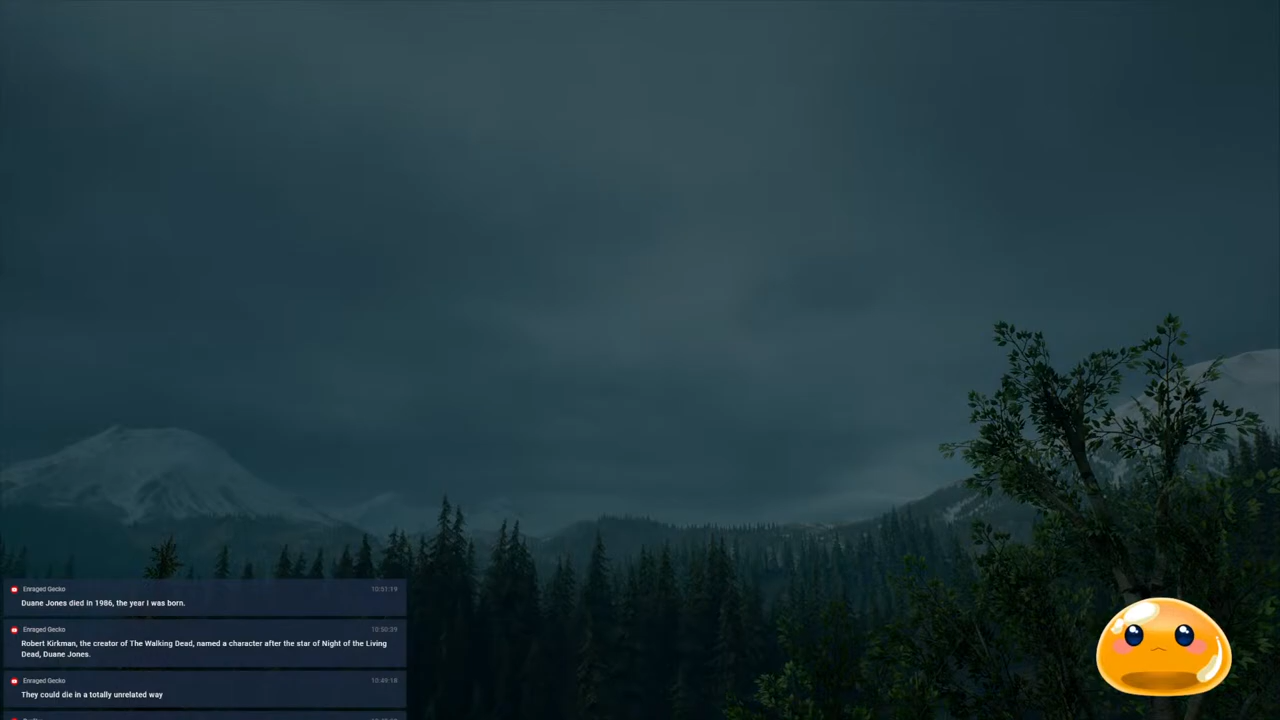 Enraged Gecko 10:51:19
Duane Jones died in 1986, the year I was born.
Enraged Gecko 10:50:39
Robert Kirkman, the creator of The Walking Dead, named a character after the star of Night of the Living
Dead, Duane Jones.
Enraged Gecko 10:49:18
They could die in a totally unrelated way